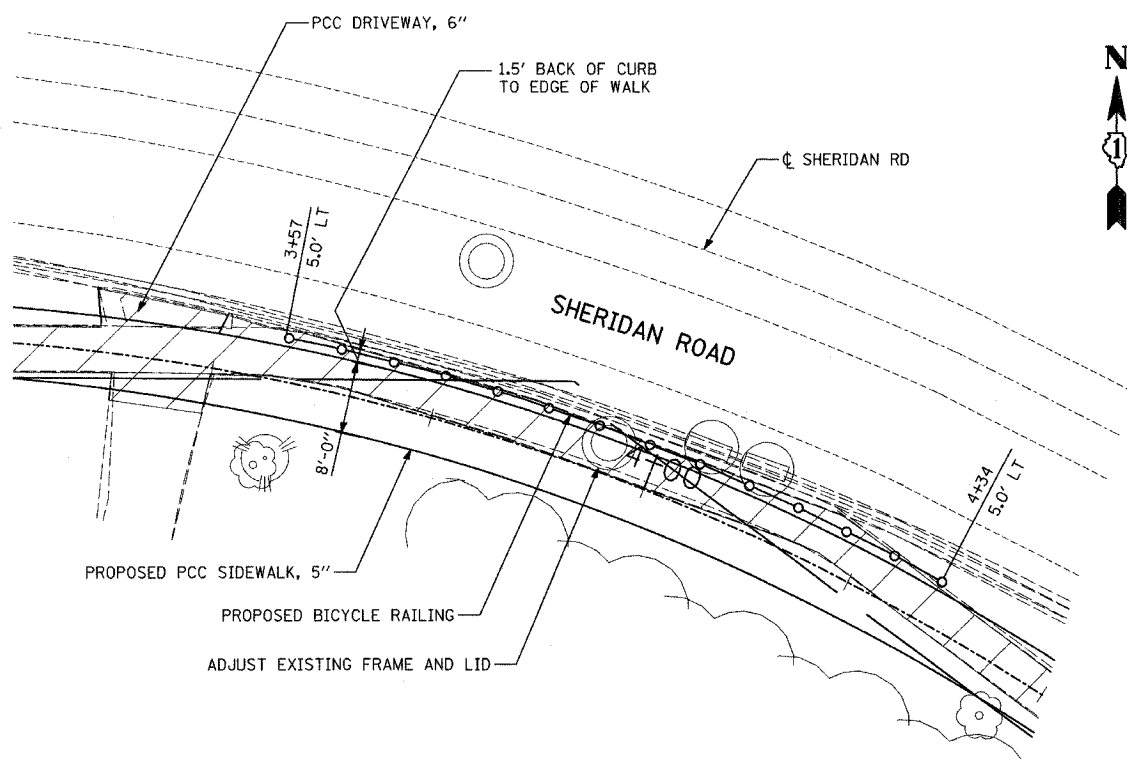 PCC DRIVEWAY, 6"
1.5' BACK OF CURB
TO EDGE OF WALK
N
1
℄ SHERIDAN RD
3+57
5.0' LT
SHERIDAN ROAD
8'-0"
4+00
4+34
5.0' LT
PROPOSED PCC SIDEWALK, 5"
PROPOSED BICYCLE RAILING
ADJUST EXISTING FRAME AND LID